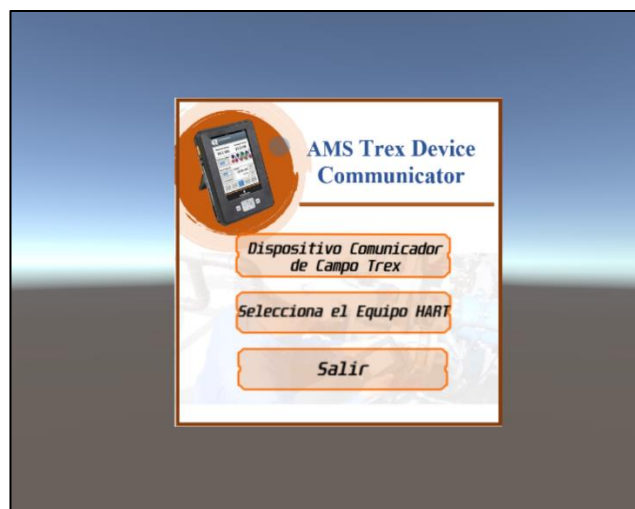 AMS Trex Device
Communicator
Dispositivo Comunicador
de Campo Trex
Selecciona el Equipo HART
Salir